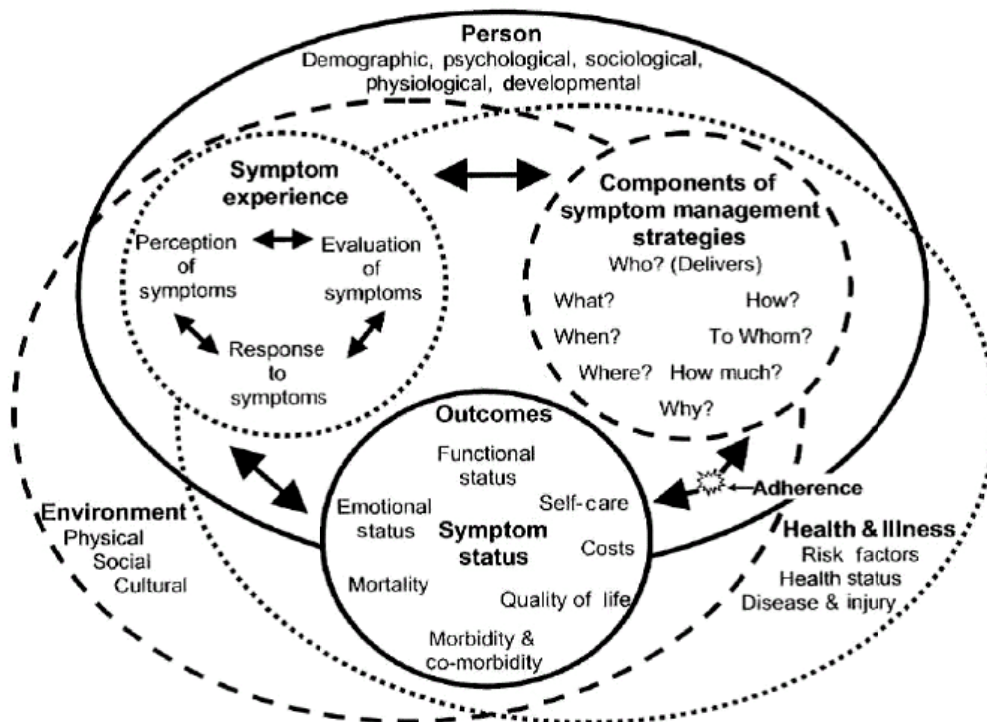 Person
Demographic, psychological, sociological,
physiological, developmental
Symptom
experience
Perception
of
symptoms
Evaluation
of
symptoms
Response
to
symptoms
Components of
symptom management
strategies
Who? (Delivers)
What? How?
When? To Whom?
Where? How much?
Why?
Outcomes
Functional
status
Emotional
status
Self-care
Symptom
status
Costs
Mortality
Quality of life
Morbidity &
co-morbidity
Adherence
Environment
Physical
Social
Cultural
Health & Illness
Risk factors
Health status
Disease & injury